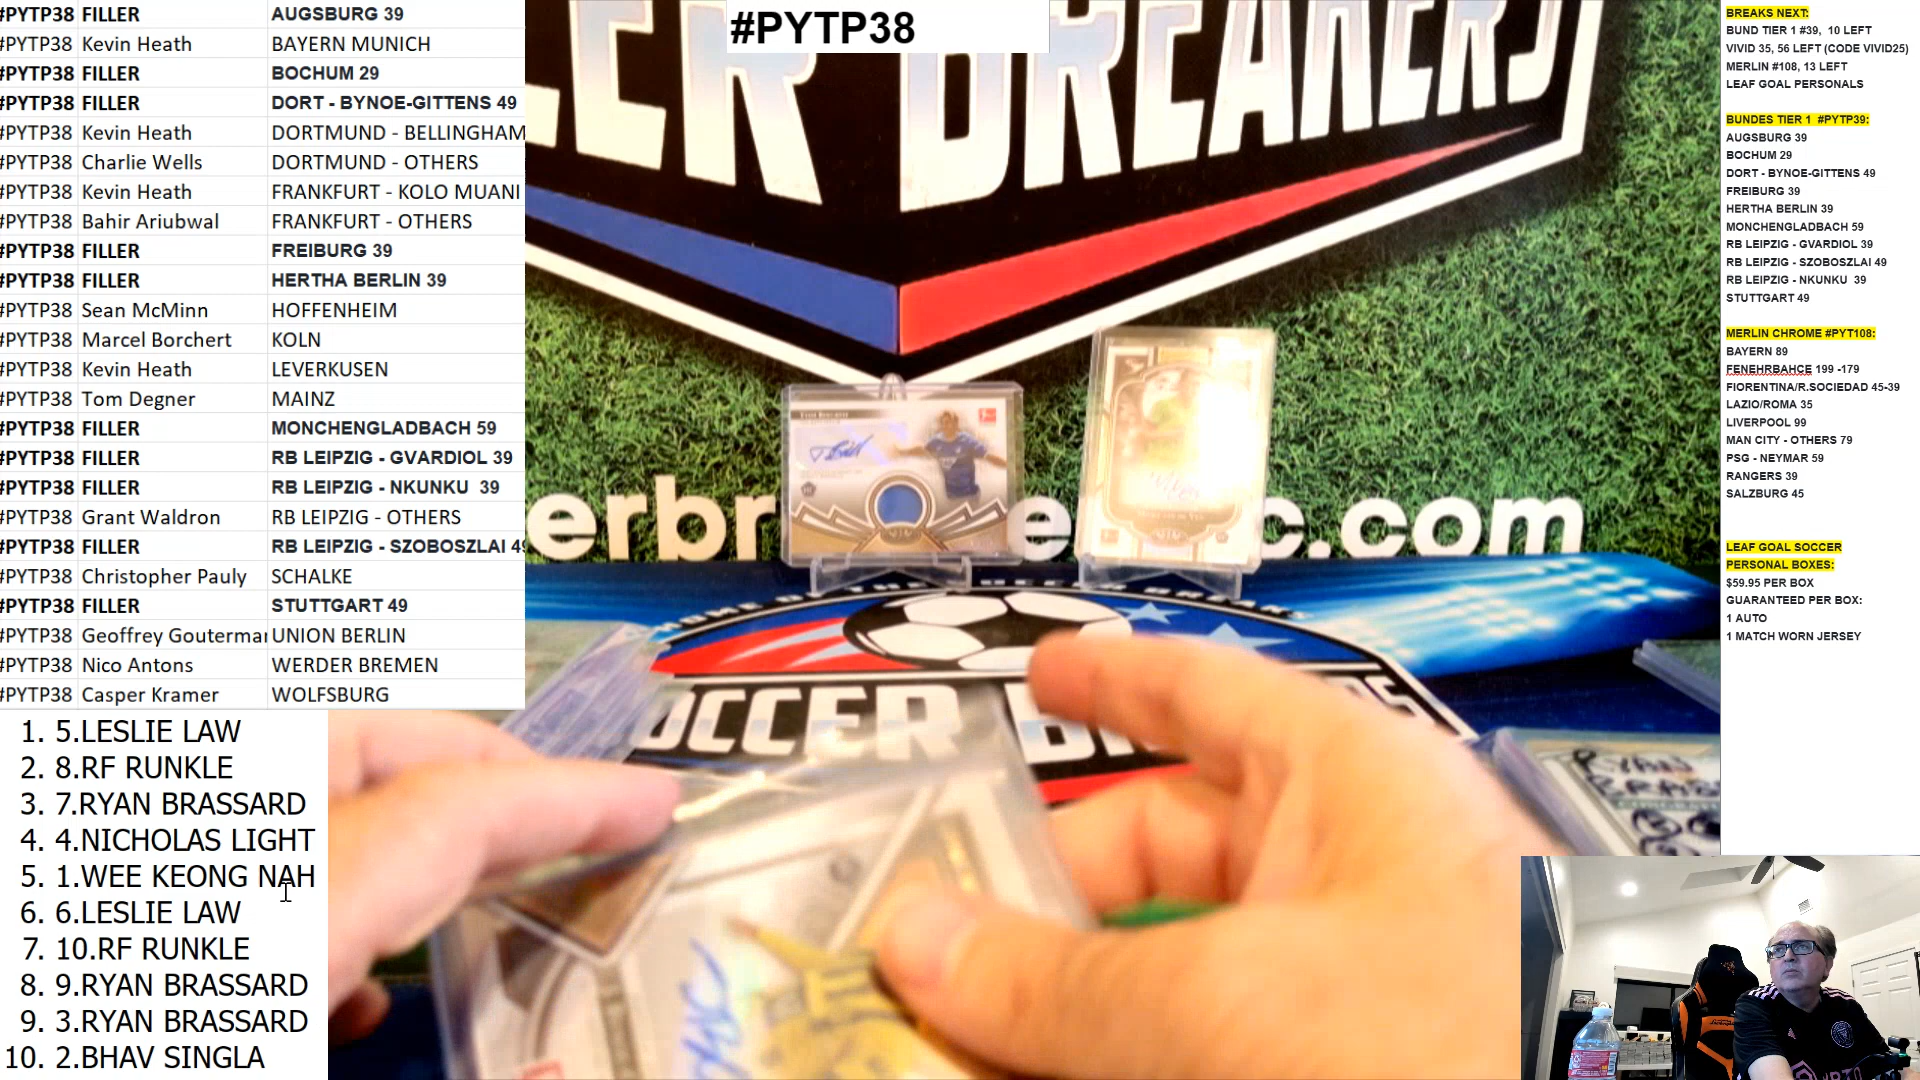 #PYTP38 FILLER AUGSBURG 39
#PYTP38 Kevin Heath BAYERN MUNICH
#PYTP38 FILLER BOCHUM 29
#PYTP38 FILLER DORT - BYNOE-GITTENS 49
#PYTP38 Kevin Heath DORTMUND - BELLINGHAM
#PYTP38 Charlie Wells DORTMUND - OTHERS
#PYTP38 Kevin Heath FRANKFURT - KOLO MUANI
#PYTP38 Bahir Ariubwal FRANKFURT - OTHERS
#PYTP38 FILLER FREIBURG 39
#PYTP38 FILLER HERTHA BERLIN 39
#PYTP38 Sean McMinn HOFFENHEIM
#PYTP38 Marcel Borchert KOLN
#PYTP38 Kevin Heath LEVERKUSEN
#PYTP38 Tom Degner MAINZ
#PYTP38 FILLER MONCHENGLADBACH 59
#PYTP38 FILLER RB LEIPZIG - GVARDIOL 39
#PYTP38 FILLER RB LEIPZIG - NKUNKU 39
#PYTP38 Grant Waldron RB LEIPZIG - OTHERS
#PYTP38 FILLER RB LEIPZIG - SZOBOSZLAI 49
#PYTP38 Christopher Pauly SCHALKE
#PYTP38 FILLER STUTTGART 49
#PYTP38 Geoffrey Gouterman UNION BERLIN
#PYTP38 Nico Antons WERDER BREMEN
#PYTP38 Casper Kramer WOLFSBURG
1. 5.LESLIE LAW
2. 8.RF RUNKLE
3. 7.RYAN BRASSARD
4. 4.NICHOLAS LIGHT
5. 1.WEE KEONG NAH
6. 6.LESLIE LAW
7. 10.RF RUNKLE
8. 9.RYAN BRASSARD
9. 3.RYAN BRASSARD
10. 2.BHAV SINGLA
#PYTP38
CER BREAKERS
erbr e c.com
SOCCER BR RS
RYAN
BRASS
BREAKS NEXT:
BUND TIER 1 #39, 10 LEFT
VIVID 35, 56 LEFT (CODE VIVID25)
MERLIN #108, 13 LEFT
LEAF GOAL PERSONALS
BUNDES TIER 1 #PYTP39:
AUGSBURG 39
BOCHUM 29
DORT - BYNOE-GITTENS 49
FREIBURG 39
HERTHA BERLIN 39
MONCHENGLADBACH 59
RB LEIPZIG - GVARDIOL 39
RB LEIPZIG - SZOBOSZLAI 49
RB LEIPZIG - NKUNKU 39
STUTTGART 49
MERLIN CHROME #PYT108:
BAYERN 89
FENEHRBAHCE 199 -179
FIORENTINA/R.SOCIEDAD 45-39
LAZIO/ROMA 35
LIVERPOOL 99
MAN CITY - OTHERS 79
PSG - NEYMAR 59
RANGERS 39
SALZBURG 45
LEAF GOAL SOCCER
PERSONAL BOXES:
$59.95 PER BOX
GUARANTEED PER BOX:
1 AUTO
1 MATCH WORN JERSEY